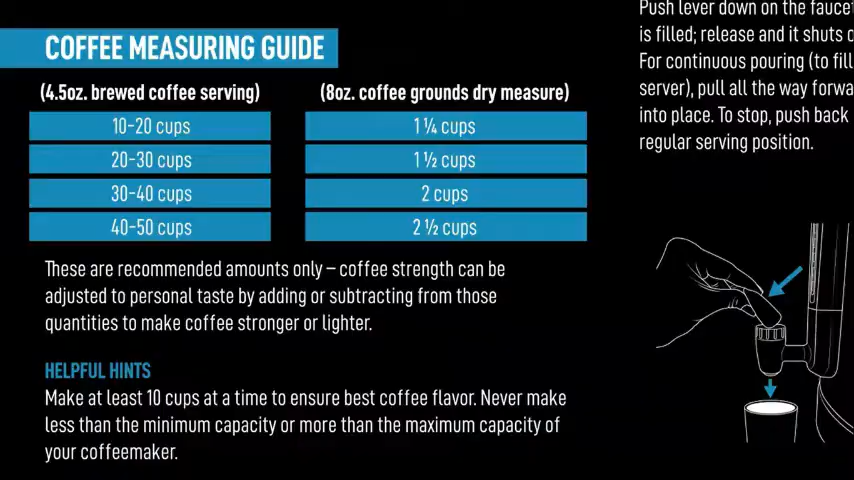 COFFEE MEASURING GUIDE
(4.5oz. brewed coffee serving) (8oz. coffee grounds dry measure)
10-20 cups 1 ¼ cups
20-30 cups 1 ½ cups
30-40 cups 2 cups
40-50 cups 2 ½ cups
These are recommended amounts only – coffee strength can be
adjusted to personal taste by adding or subtracting from those
quantities to make coffee stronger or lighter.
HELPFUL HINTS
Make at least 10 cups at a time to ensure best coffee flavor. Never make
less than the minimum capacity or more than the maximum capacity of
your coffeemaker.
Push lever down on the
is filled; release and it shuts
For continuous pouring (to fill
server), pull all the way
into place. To stop, push back
regular serving position.